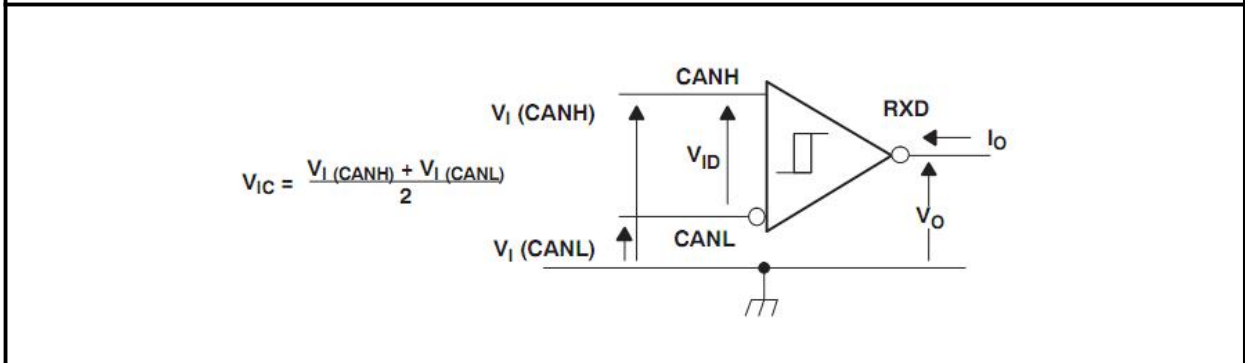 CANH
RXD
V_I (CANH)
I_O
V_ID
V_IC = V_I (CANH) + V_I (CANL)
2
V_O
CANL
V_I (CANL)